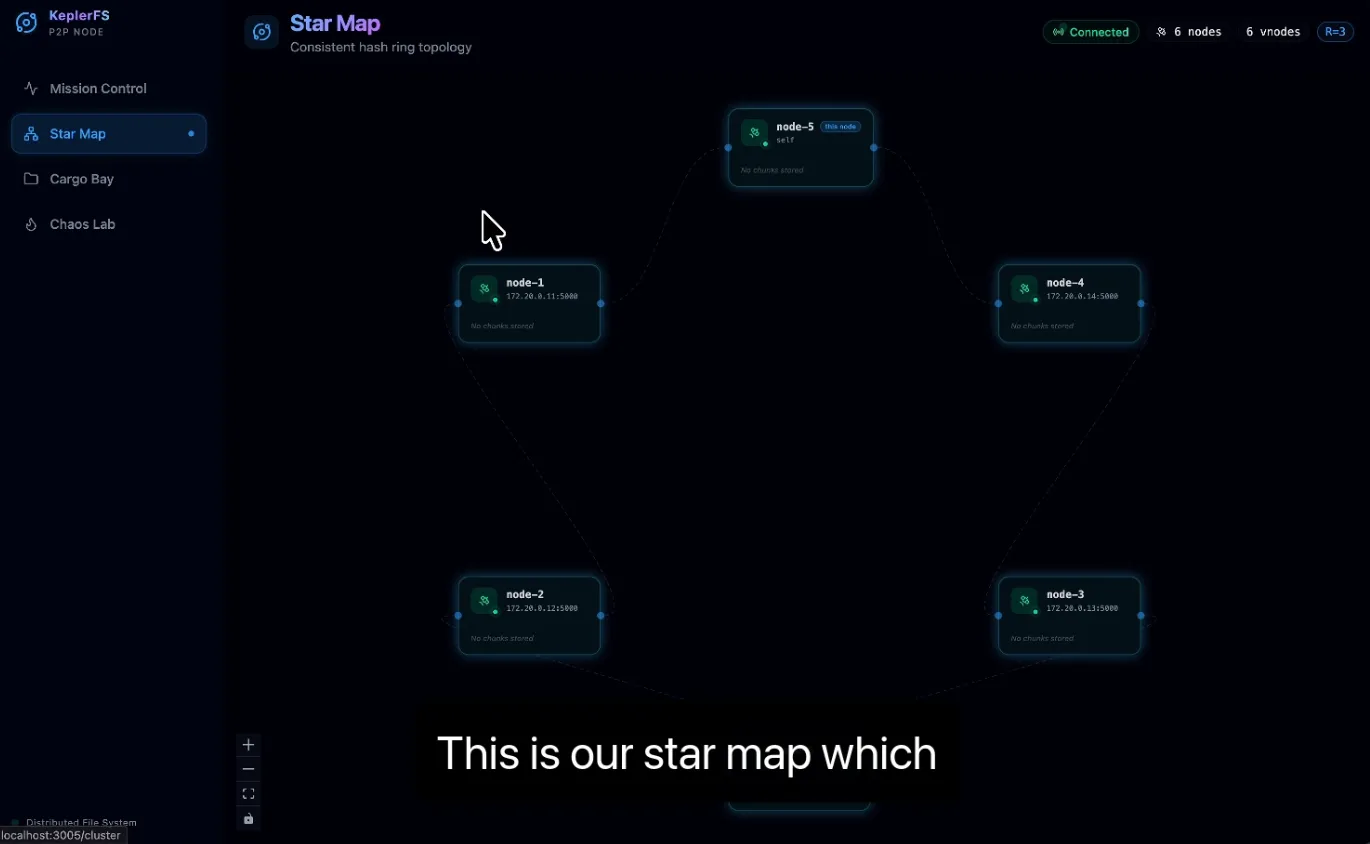 KeplerFS
P2P NODE
Mission Control
Star Map
Cargo Bay
Chaos Lab
Star Map
Consistent hash ring topology
Connected
6 nodes
6 vnodes
R=3
node-5
this node
self
No chunks stored
node-1
172.20.0.11:5000
No chunks stored
node-4
172.20.0.14:5000
No chunks stored
node-2
172.20.0.12:5000
No chunks stored
node-3
172.20.0.13:5000
No chunks stored
This is our star map which
Distributed File System
localhost:3005/cluster